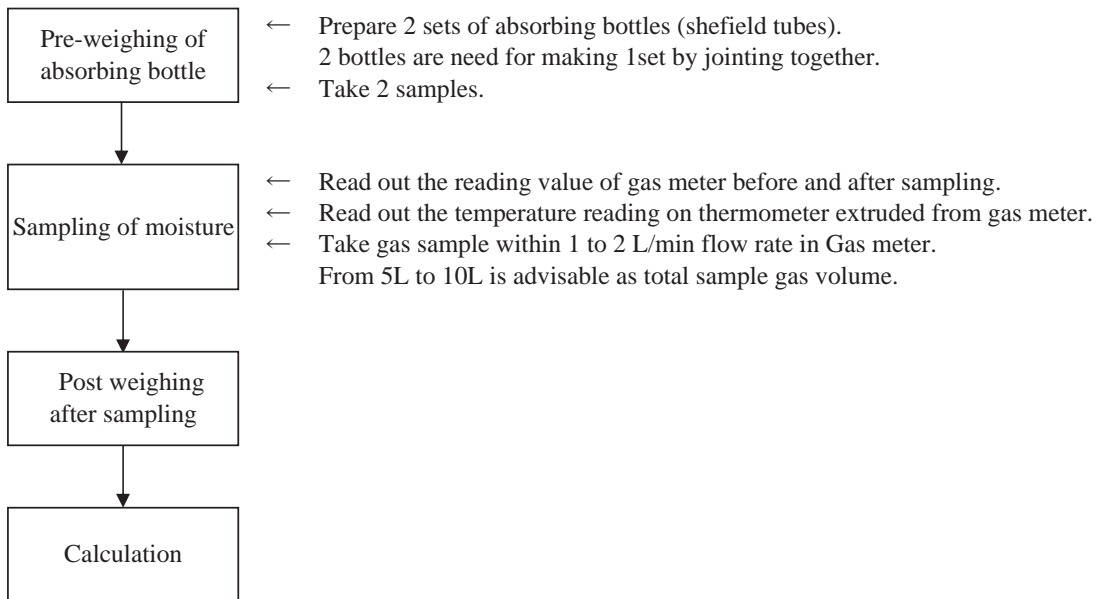 Pre-weighing of
absorbing bottle
← Prepare 2 sets of absorbing bottles (shefield tubes).
2 bottles are need for making 1set by jointing together.
← Take 2 samples.
Sampling of moisture
← Read out the reading value of gas meter before and after sampling.
← Read out the temperature reading on thermometer extruded from gas meter.
← Take gas sample within 1 to 2 L/min flow rate in Gas meter.
From 5L to 10L is advisable as total sample gas volume.
Post weighing
after sampling
Calculation